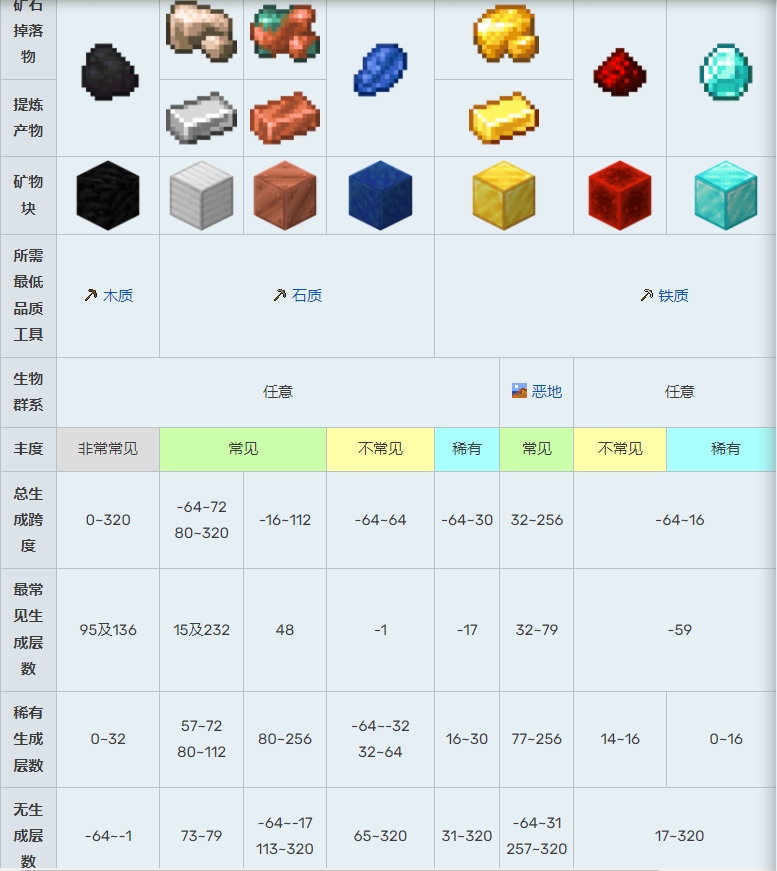 矿石
掉落
物
提炼
产物
矿物
块
所需
最低
品质
工具
木质
石质
铁质
生物
群系
任意
恶地
任意
丰度
非常常见
常见
不常见
稀有
常见
不常见
稀有
总生
成跨
度
0~320
-64~72
80~320
-16~112
-64~64
-64~30
32~256
-64~16
最常
见生
成层
数
95及136
15及232
48
-1
-17
32~79
-59
稀有
生成
层数
0~32
57~72
80~112
80~256
-64~-32
32~64
16~30
77~256
14~16
0~16
无生
成层
数
-64~-1
73~79
-64~-17
113~320
65~320
31~320
-64~31
257~320
17~320